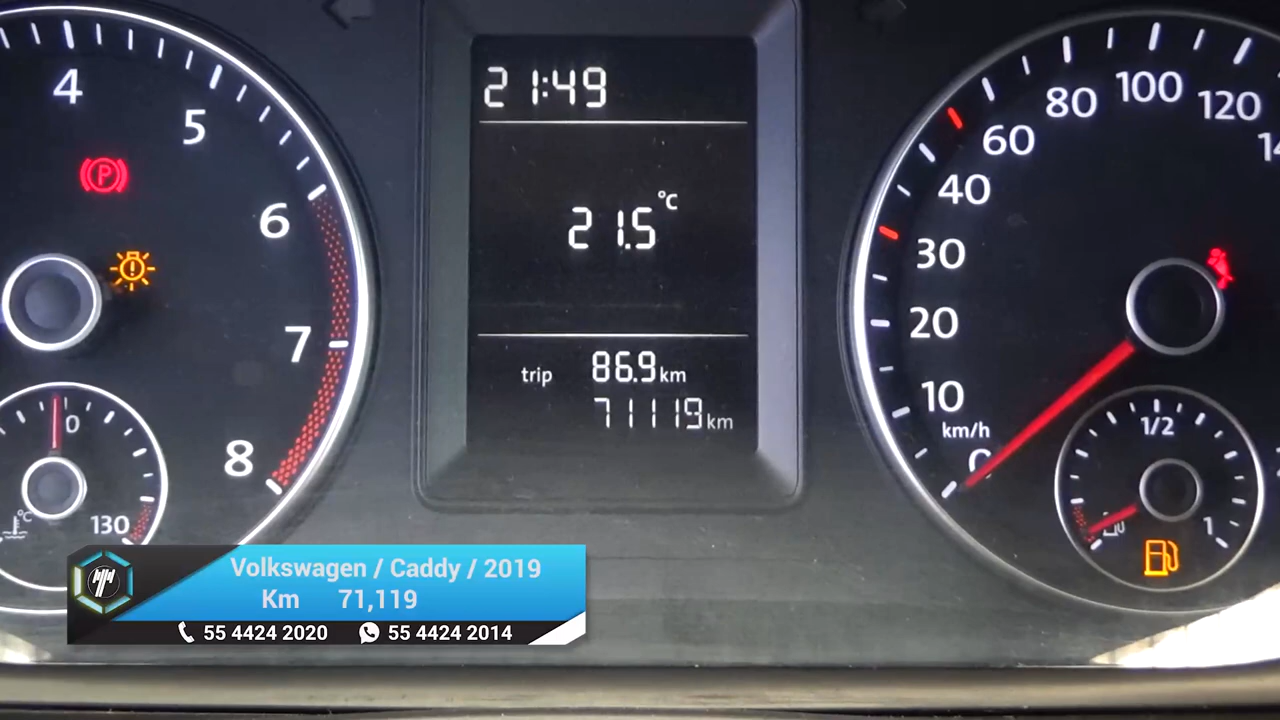 4
5
6
7
8
0
130
°C
21:49
21.5 °C
trip 86.9 km
71119 km
80 100 120
60
40
30
20
10
km/h
0
1/2
1
Volkswagen / Caddy / 2019
Km 71,119
55 4424 2020 55 4424 2014